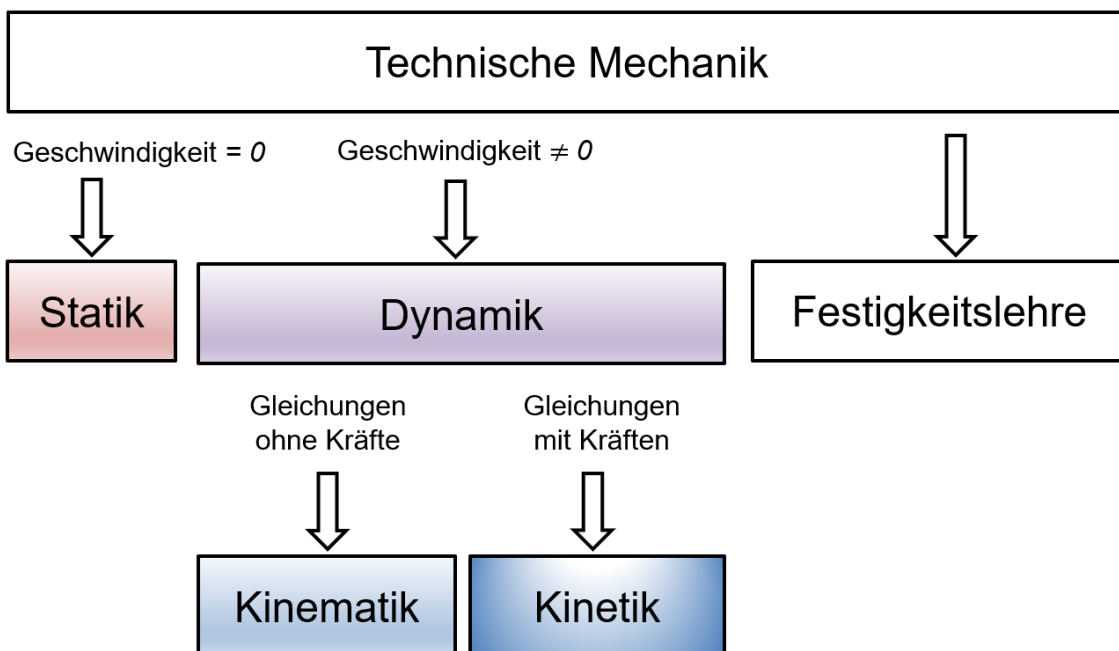 Technische Mechanik
Geschwindigkeit = 0
Geschwindigkeit ≠ 0
Statik
Dynamik
Festigkeitslehre
Gleichungen
ohne Kräfte
Gleichungen
mit Kräften
Kinematik
Kinetik